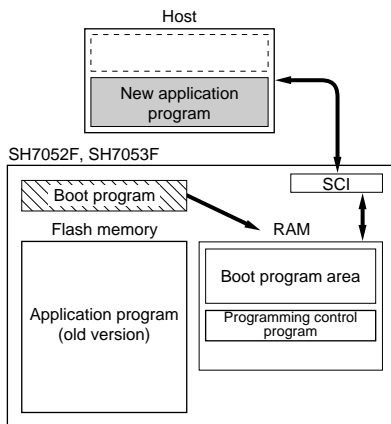 Host
New application
program
SH7052F, SH7053F
SCI
Boot program
Flash memory
RAM
Boot program area
Application program
(old version)
Programming control
program